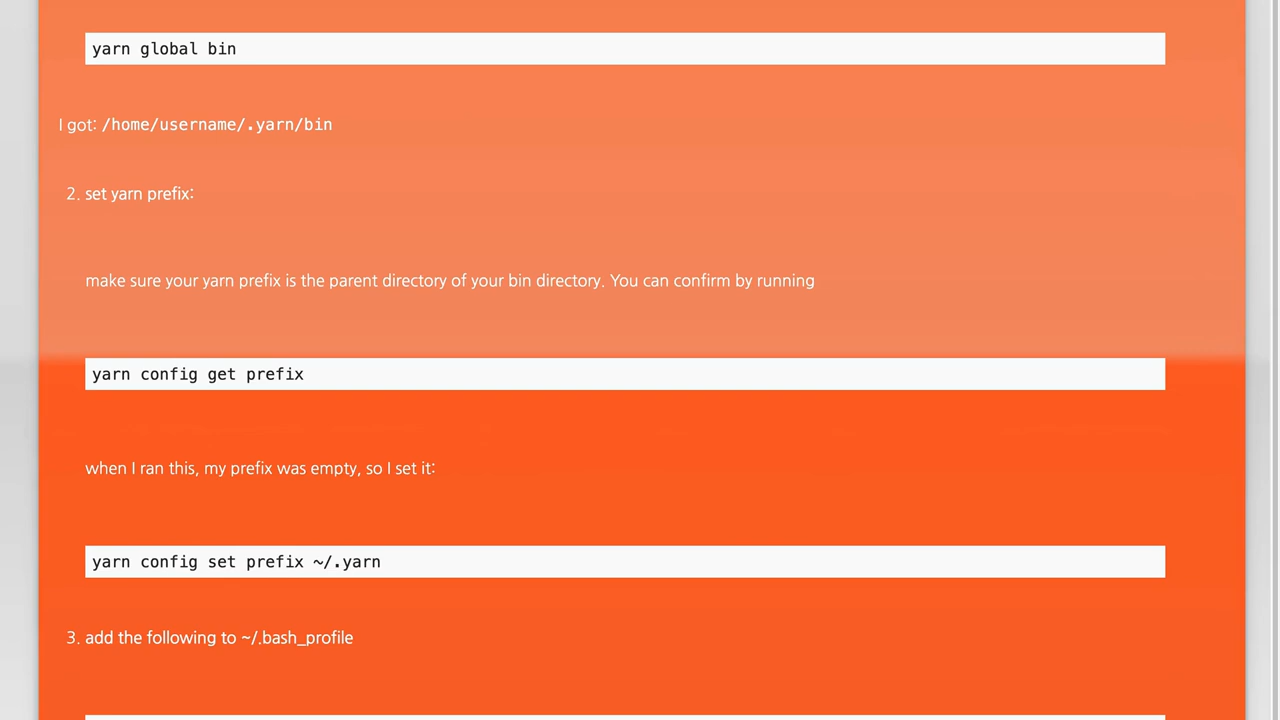 yarn global bin
I got: /home/username/.yarn/bin
2. set yarn prefix:
make sure your yarn prefix is the parent directory of your bin directory. You can confirm by running
yarn config get prefix
when I ran this, my prefix was empty, so I set it:
yarn config set prefix ~/.yarn
3. add the following to ~/.bash_profile